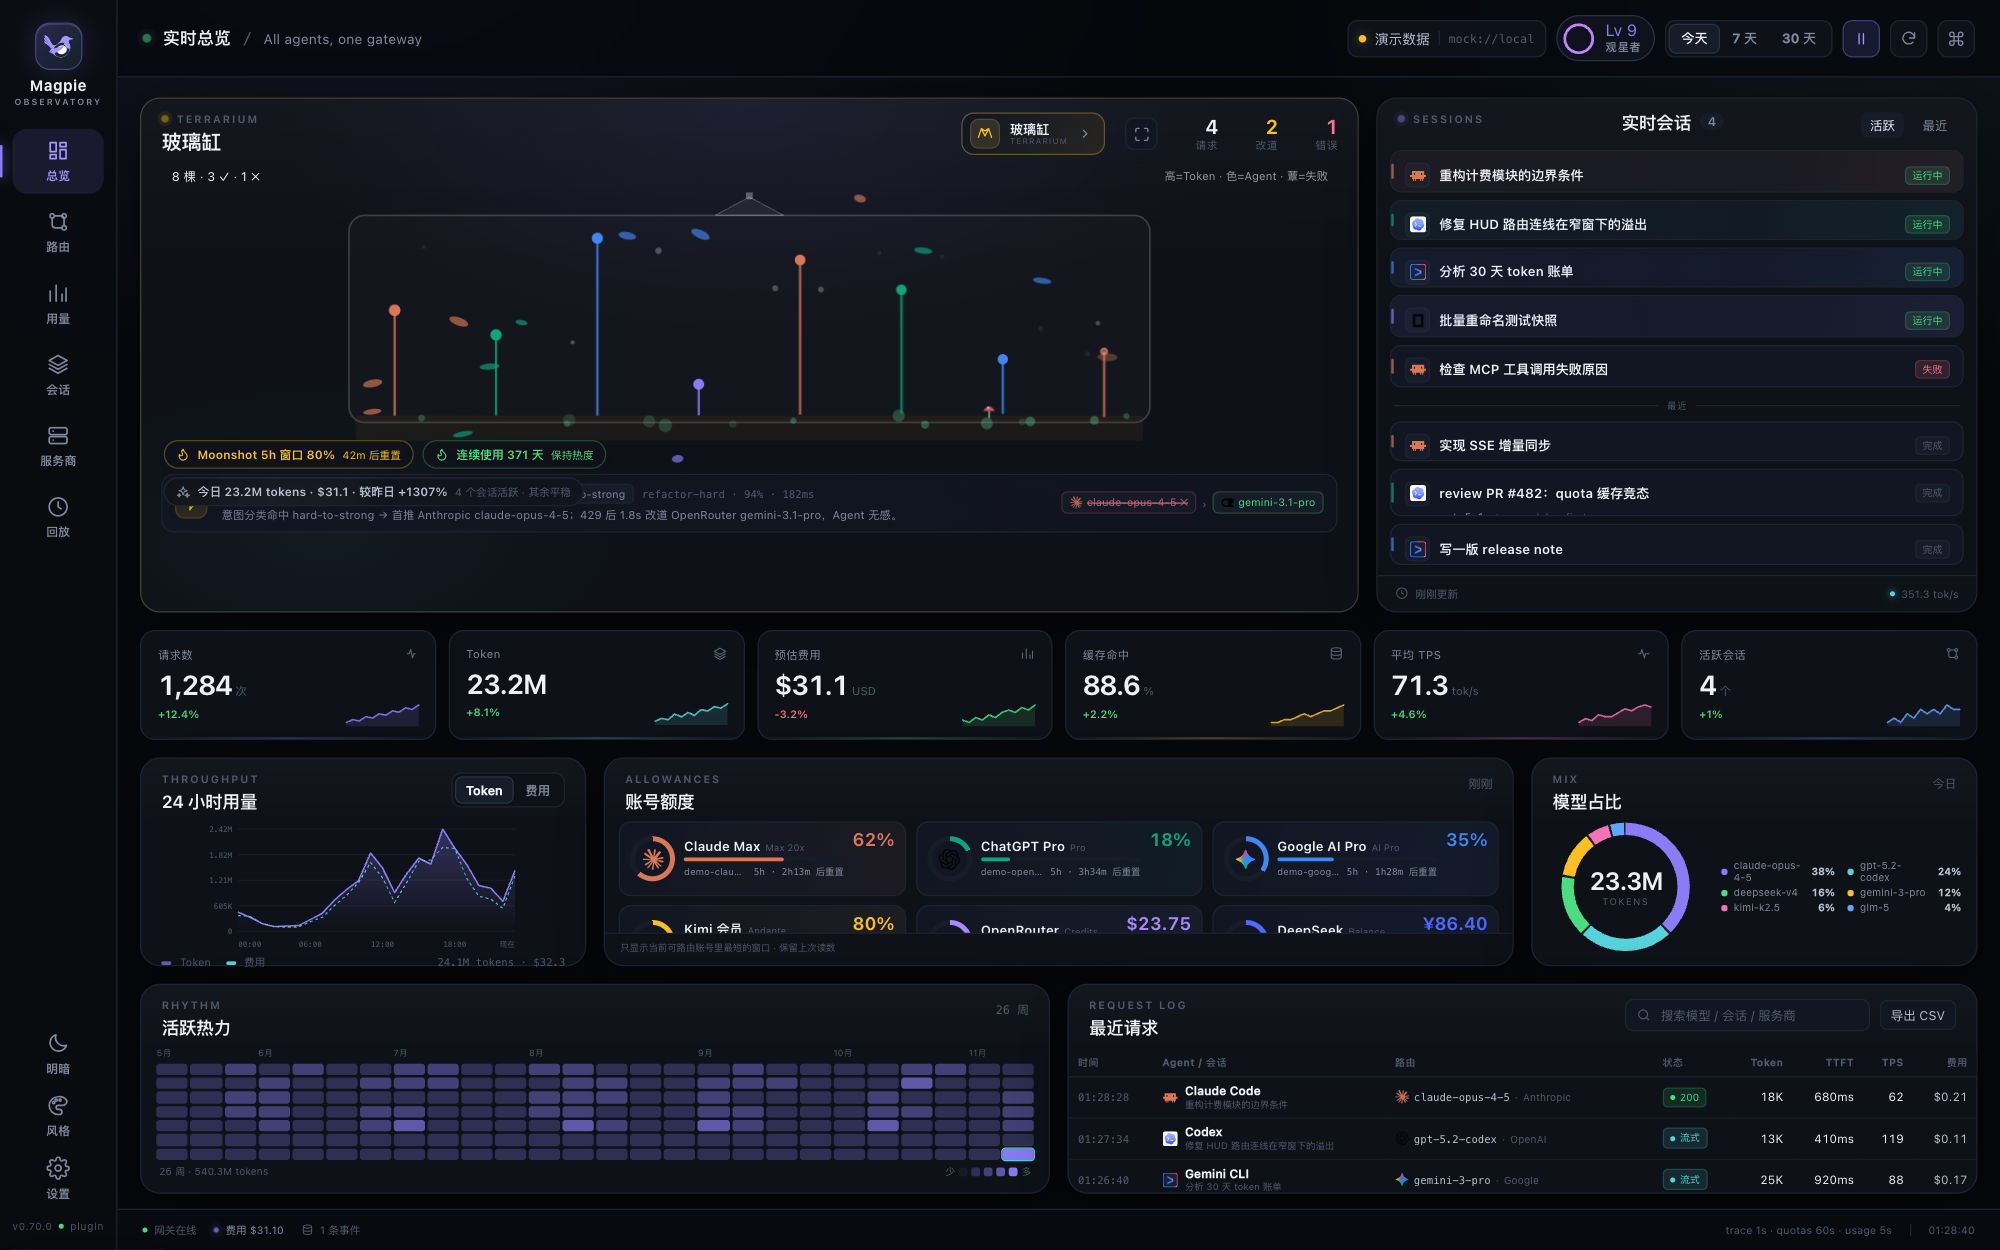 Magpie
OBSERVATORY
总览
路由
用量
会话
服务商
回放
明暗
风格
设置
v0.70.0 plugin
实时总览 / All agents, one gateway
演示数据 mock://local
Lv 9
观星者
今天 7 天 30 天
TERRARIUM
玻璃缸
玻璃缸
TERRARIUM
4 请求
2 改道
1 错误
8 棵 · 3 ✓ · 1 ✕
高=Token · 色=Agent · 蕈=失败
Moonshot 5h 窗口 80% 42m 后重置
连续使用 371 天 保持热度
今日 23.2M tokens · $31.1 · 较昨日 +1307% 4 个会话活跃 · 其余平稳
o-strong refactor-hard · 94% · 182ms
意图分类命中 hard-to-strong → 首推 Anthropic claude-opus-4-5；429 后 1.8s 改道 OpenRouter gemini-3.1-pro，Agent 无感。
claude-opus-4-5 ✕ › gemini-3.1-pro
SESSIONS
实时会话 4
活跃 最近
重构计费模块的边界条件 运行中
修复 HUD 路由连线在窄窗下的溢出 运行中
分析 30 天 token 账单 运行中
批量重命名测试快照 运行中
检查 MCP 工具调用失败原因 失败
最近
实现 SSE 增量同步 完成
review PR #482：quota 缓存竞态 完成
写一版 release note 完成
刚刚更新 351.3 tok/s
请求数
1,284 次
+12.4%
Token
23.2M
+8.1%
预估费用
$31.1 USD
-3.2%
缓存命中
88.6 %
+2.2%
平均 TPS
71.3 tok/s
+4.6%
活跃会话
4 个
+1%
THROUGHPUT
24 小时用量
Token 费用
2.42M
1.82M
1.21M
605K
0
00:00 06:00 12:00 18:00 现在
Token 费用 24.1M tokens · $32.3
ALLOWANCES
账号额度
刚刚
Claude Max Max 20x 62%
demo-clau... 5h · 2h13m 后重置
ChatGPT Pro Pro 18%
demo-open... 5h · 3h34m 后重置
Google AI Pro AI Pro 35%
demo-goog... 5h · 1h28m 后重置
Kimi 会员 Andante 80%
OpenRouter Credits $23.75
DeepSeek Balance ¥86.40
只显示当前可路由账号里最短的窗口 · 保留上次读数
MIX
模型占比
今日
23.3M
TOKENS
claude-opus-4-5 38%
gpt-5.2-codex 24%
deepseek-v4 16%
gemini-3-pro 12%
kimi-k2.5 6%
glm-5 4%
RHYTHM
活跃热力
26 周
5月 6月 7月 8月 9月 10月 11月
26 周 · 540.3M tokens
少 多
REQUEST LOG
最近请求
搜索模型 / 会话 / 服务商
导出 CSV
时间 Agent / 会话 路由 状态 Token TTFT TPS 费用
01:28:28 Claude Code claude-opus-4-5 · Anthropic 200 18K 680ms 62 $0.21
重构计费模块的边界条件
01:27:34 Codex gpt-5.2-codex · OpenAI 流式 13K 410ms 119 $0.11
修复 HUD 路由连线在窄窗下的溢出
01:26:40 Gemini CLI gemini-3-pro · Google 流式 25K 920ms 88 $0.17
分析 30 天 token 账单
网关在线 费用 $31.10 1 条事件
trace 1s · quotas 60s · usage 5s | 01:28:40